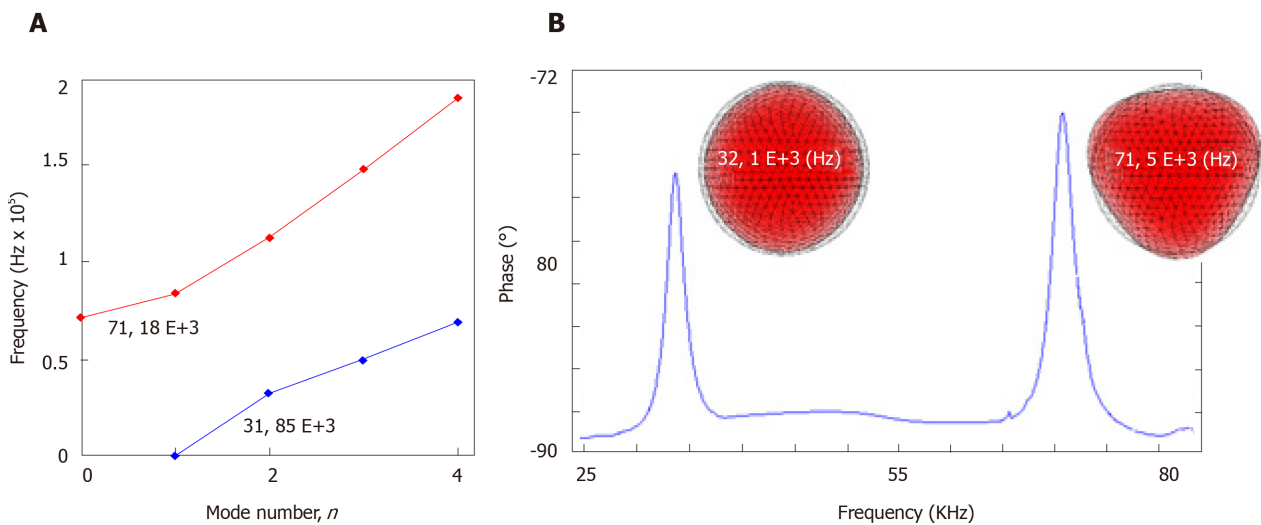 A
2
1.5
1
0.5
0
0
2
4
Frequency (Hz x 10⁵)
Mode number, n
71, 18 E+3
31, 85 E+3
B
-72
80
-90
25
55
80
Phase (°)
Frequency (KHz)
32, 1 E+3 (Hz)
71, 5 E+3 (Hz)